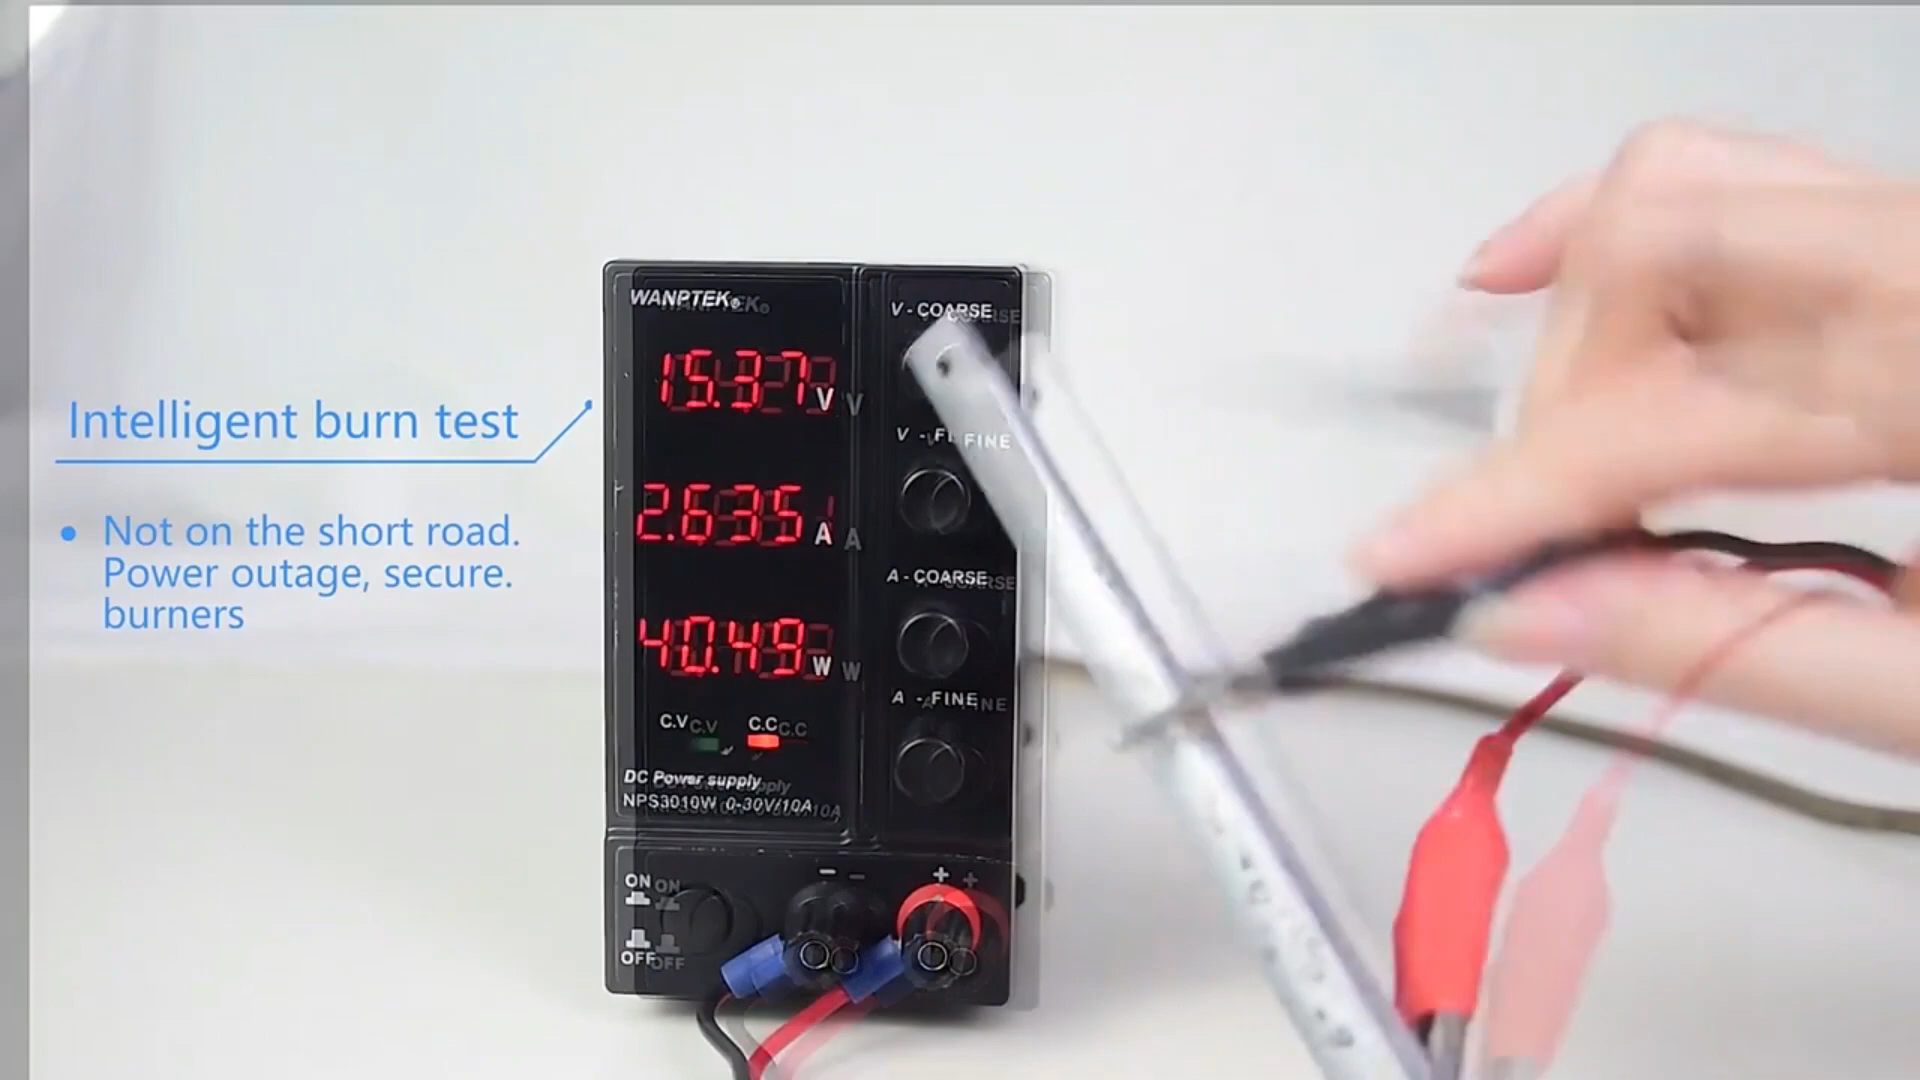 WANPTEK®
V - COARSE
15.37 V
Intelligent burn test
V - FINE
2.635 A
Not on the short road.
Power outage, secure.
burners
A - COARSE
40.49 W
A - FINE
C.V C.C
DC Power supply
NPS3010W 0-30V/10A
ON
- +
OFF